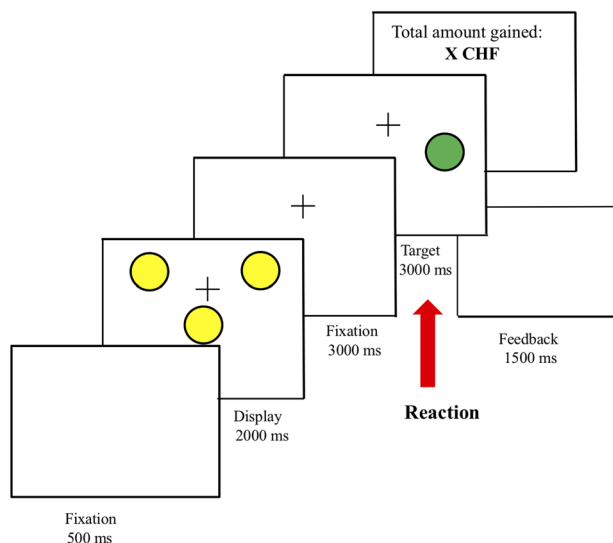 Total amount gained:
X CHF
Target
3000 ms
Fixation
3000 ms
Feedback
1500 ms
Reaction
Display
2000 ms
Fixation
500 ms